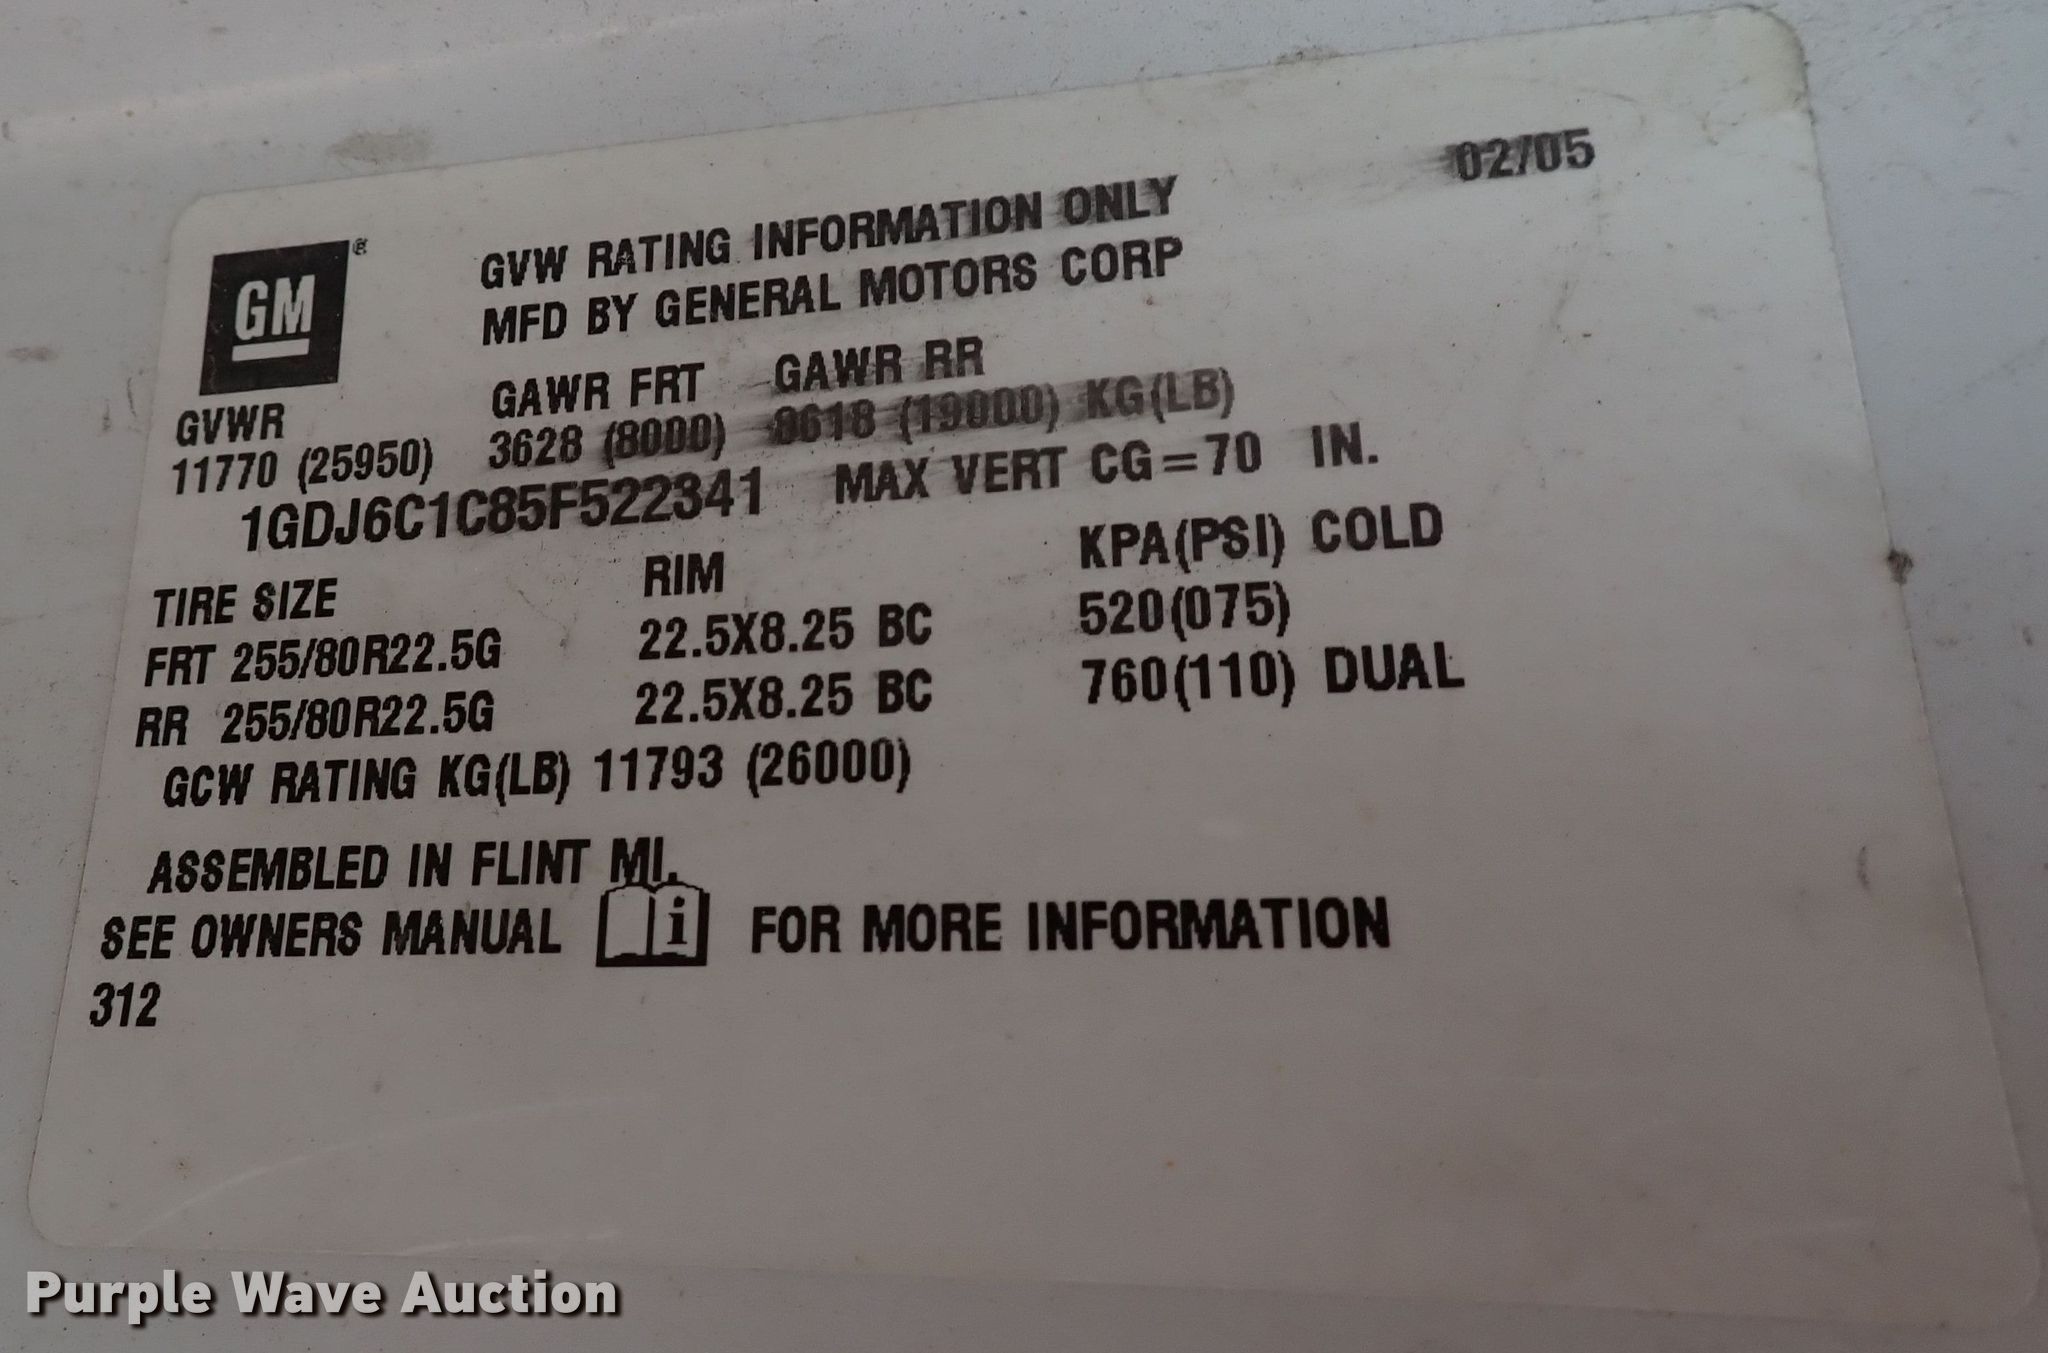 02/05
GM®
GVW RATING INFORMATION ONLY
MFD BY GENERAL MOTORS CORP
GVWR GAWR FRT GAWR RR
11770 (25950) 3628 (8000) 8618 (19000) KG(LB)
1GDJ6C1C85F522341 MAX VERT CG=70 IN.
TIRE SIZE RIM KPA(PSI) COLD
FRT 255/80R22.5G 22.5X8.25 BC 520(075)
RR 255/80R22.5G 22.5X8.25 BC 760(110) DUAL
GCW RATING KG(LB) 11793 (26000)
ASSEMBLED IN FLINT MI.
SEE OWNERS MANUAL i FOR MORE INFORMATION
312
Purple Wave Auction